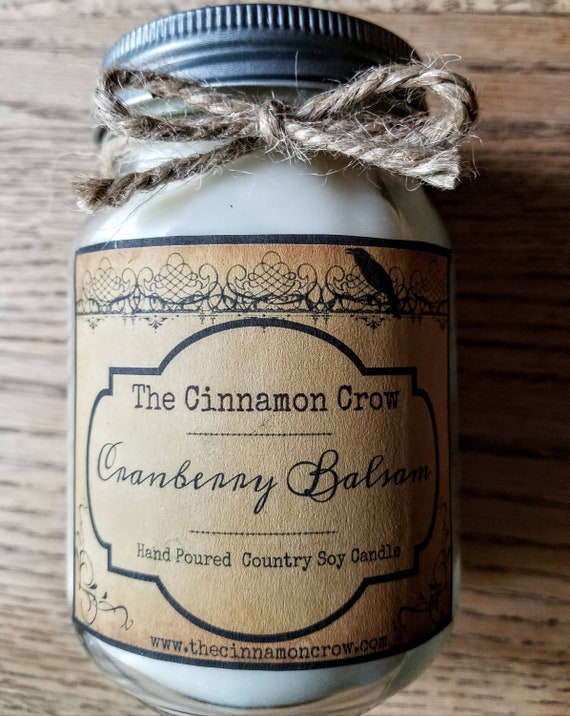 The Cinnamon Crow
Cranberry Balsam
Hand Poured Country Soy Candle
www.thecinnamoncrow.com